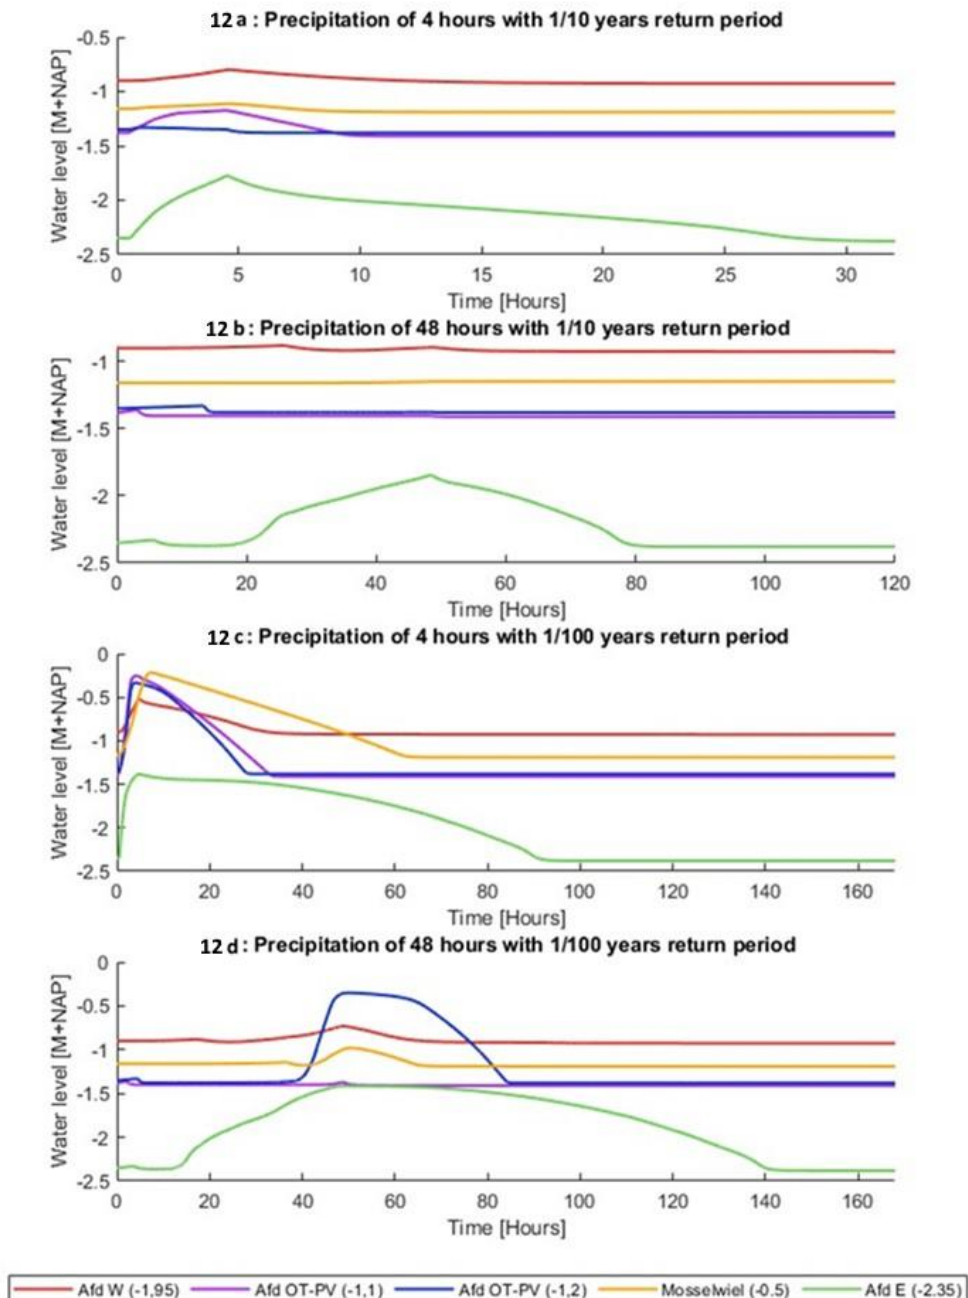 12 a : Precipitation of 4 hours with 1/10 years return period
-0.5
-1
-1.5
-2
-2.5
Water level [M+NAP]
0 5 10 15 20 25 30
Time [Hours]
12 b : Precipitation of 48 hours with 1/10 years return period
-1
-1.5
-2
-2.5
Water level [M+NAP]
0 20 40 60 80 100 120
Time [Hours]
12 c : Precipitation of 4 hours with 1/100 years return period
0
-0.5
-1
-1.5
-2
-2.5
Water level [M+NAP]
0 20 40 60 80 100 120 140 160
Time [Hours]
12 d : Precipitation of 48 hours with 1/100 years return period
0
-0.5
-1
-1.5
-2
-2.5
Water level [M+NAP]
0 20 40 60 80 100 120 140 160
Time [Hours]
Afd W (-1,95) Afd OT-PV (-1,1) Afd OT-PV (-1,2) Mosselwiel (-0.5) Afd E (-2.35)